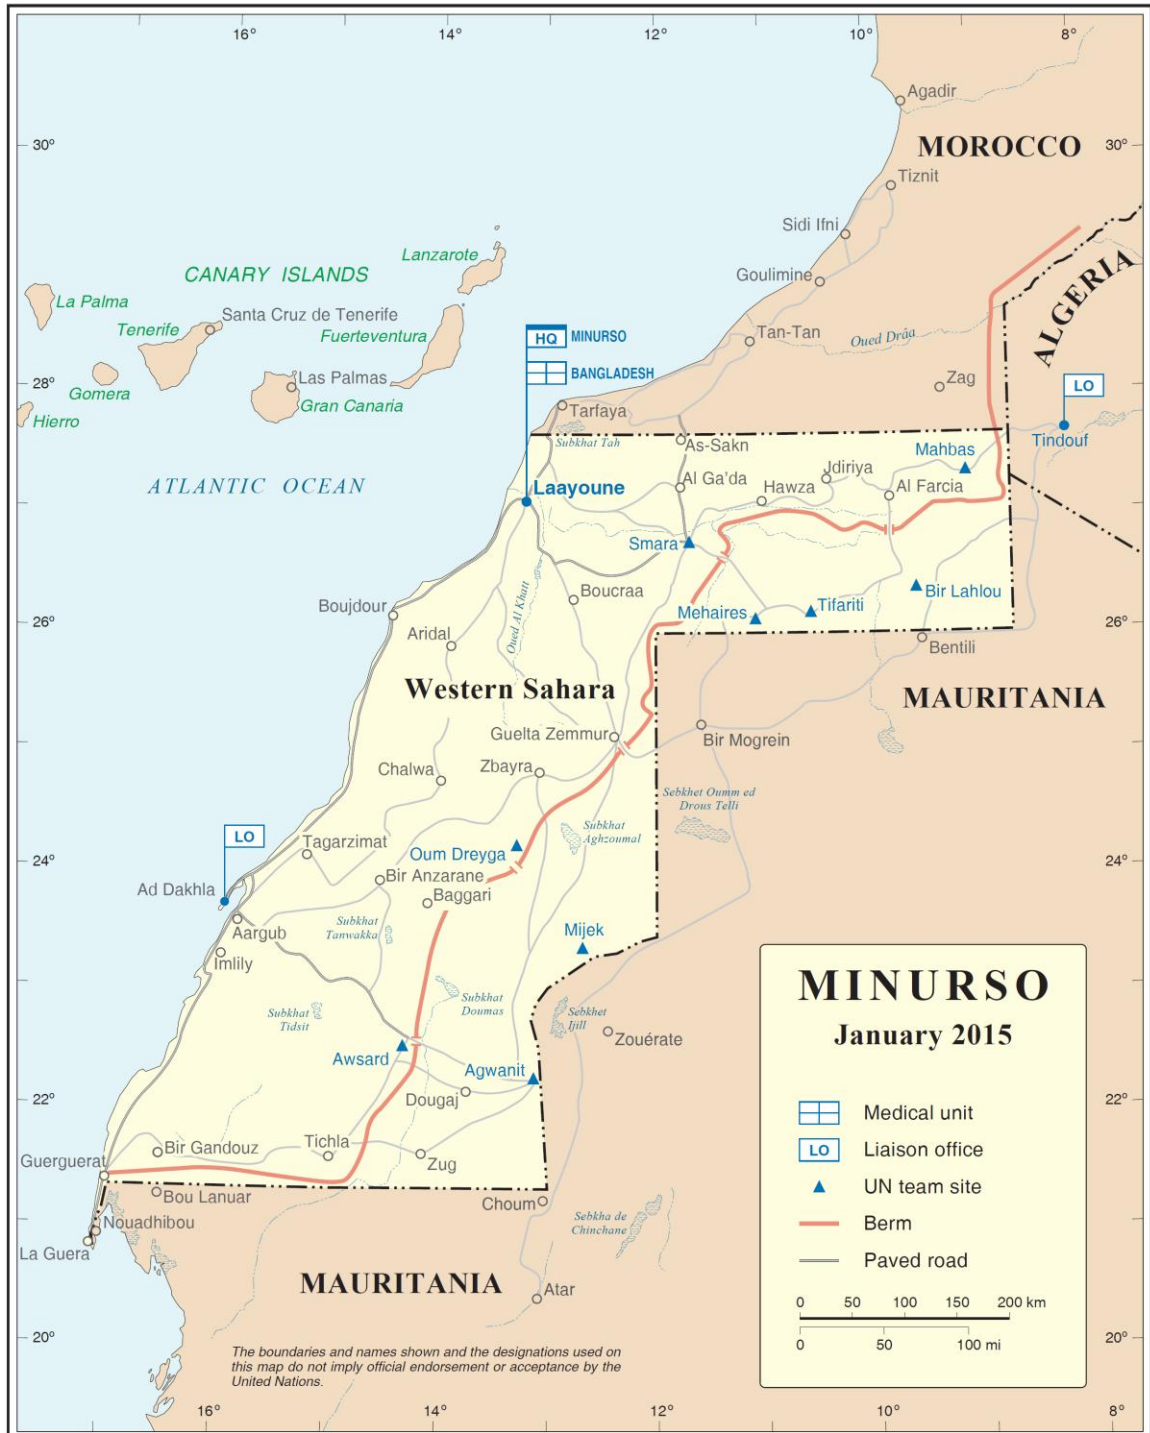 16°
14°
12°
10°
8°
Agadir
30°
MOROCCO
30°
Tiznit
Sidi Ifni
Lanzarote
CANARY ISLANDS
Goulimine
ALGERIA
La Palma
Santa Cruz de Tenerife
Tenerife
Fuerteventura
HQ MINURSO
Tan-Tan
Oued Drâa
BANGLADESH
Gomera
Las Palmas
Zag
28°
LO
28°
Gran Canaria
Hierro
Tarfaya
Subkhat Tah
As-Sakn
Tindouf
Mahbas
ATLANTIC OCEAN
Laayoune
Al Ga'da
Jdiriya
Hawza
Al Farcia
Smara
Boucraa
Bir Lahlou
Boujdour
Oued Al Khatt
Mehaires
Tifariti
26°
26°
Aridal
Bentili
Western Sahara
MAURITANIA
Guelta Zemmur
Bir Mogrein
Chalwa
Zbayra
Sebkhet Oumm ed
Drous Telli
LO
Tagarzimat
Subkhat
Aghzoumal
24°
Oum Dreyga
24°
Bir Anzarane
Ad Dakhla
Baggari
Aargub
Subkhat
Tanwakka
Mijek
Imlily
Subkhat
Tidsit
Subkhat
Doumas
Sebkhet
Ijill
Zouérate
Awsard
Agwanit
22°
Dougaj
22°
Bir Gandouz
Tichla
Zug
Guerguerat
Bou Lanuar
Choum
Nouadhibou
Sebkha de
Chinchane
La Guera
MAURITANIA
Atar
20°
20°
The boundaries and names shown and the designations used on
this map do not imply official endorsement or acceptance by the
United Nations.
16°
14°
12°
10°
8°
MINURSO
January 2015
Medical unit
LO Liaison office
UN team site
Berm
Paved road
0 50 100 150 200 km
0 50 100 mi